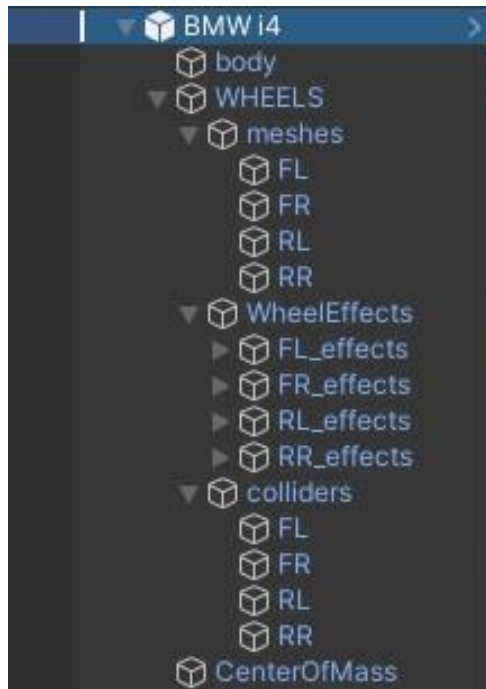 BMW i4
body
WHEELS
meshes
FL
FR
RL
RR
WheelEffects
FL_effects
FR_effects
RL_effects
RR_effects
colliders
FL
FR
RL
RR
CenterOfMass